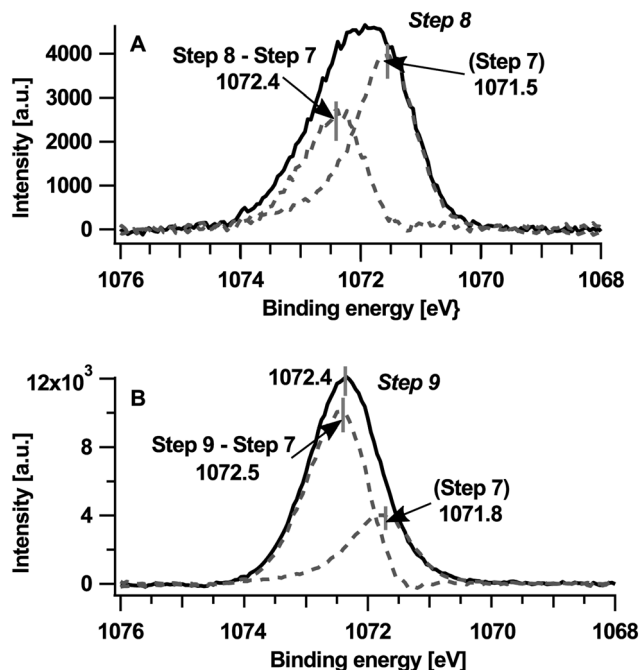 A
Step 8
Step 8 - Step 7
1072.4
(Step 7)
1071.5
Intensity [a.u.]
4000
3000
2000
1000
0
1076 1074 1072 1070 1068
Binding energy [eV}
B
1072.4
Step 9
Step 9 - Step 7
1072.5
(Step 7)
1071.8
Intensity [a.u.]
12x10³
8
4
0
1076 1074 1072 1070 1068
Binding energy [eV]